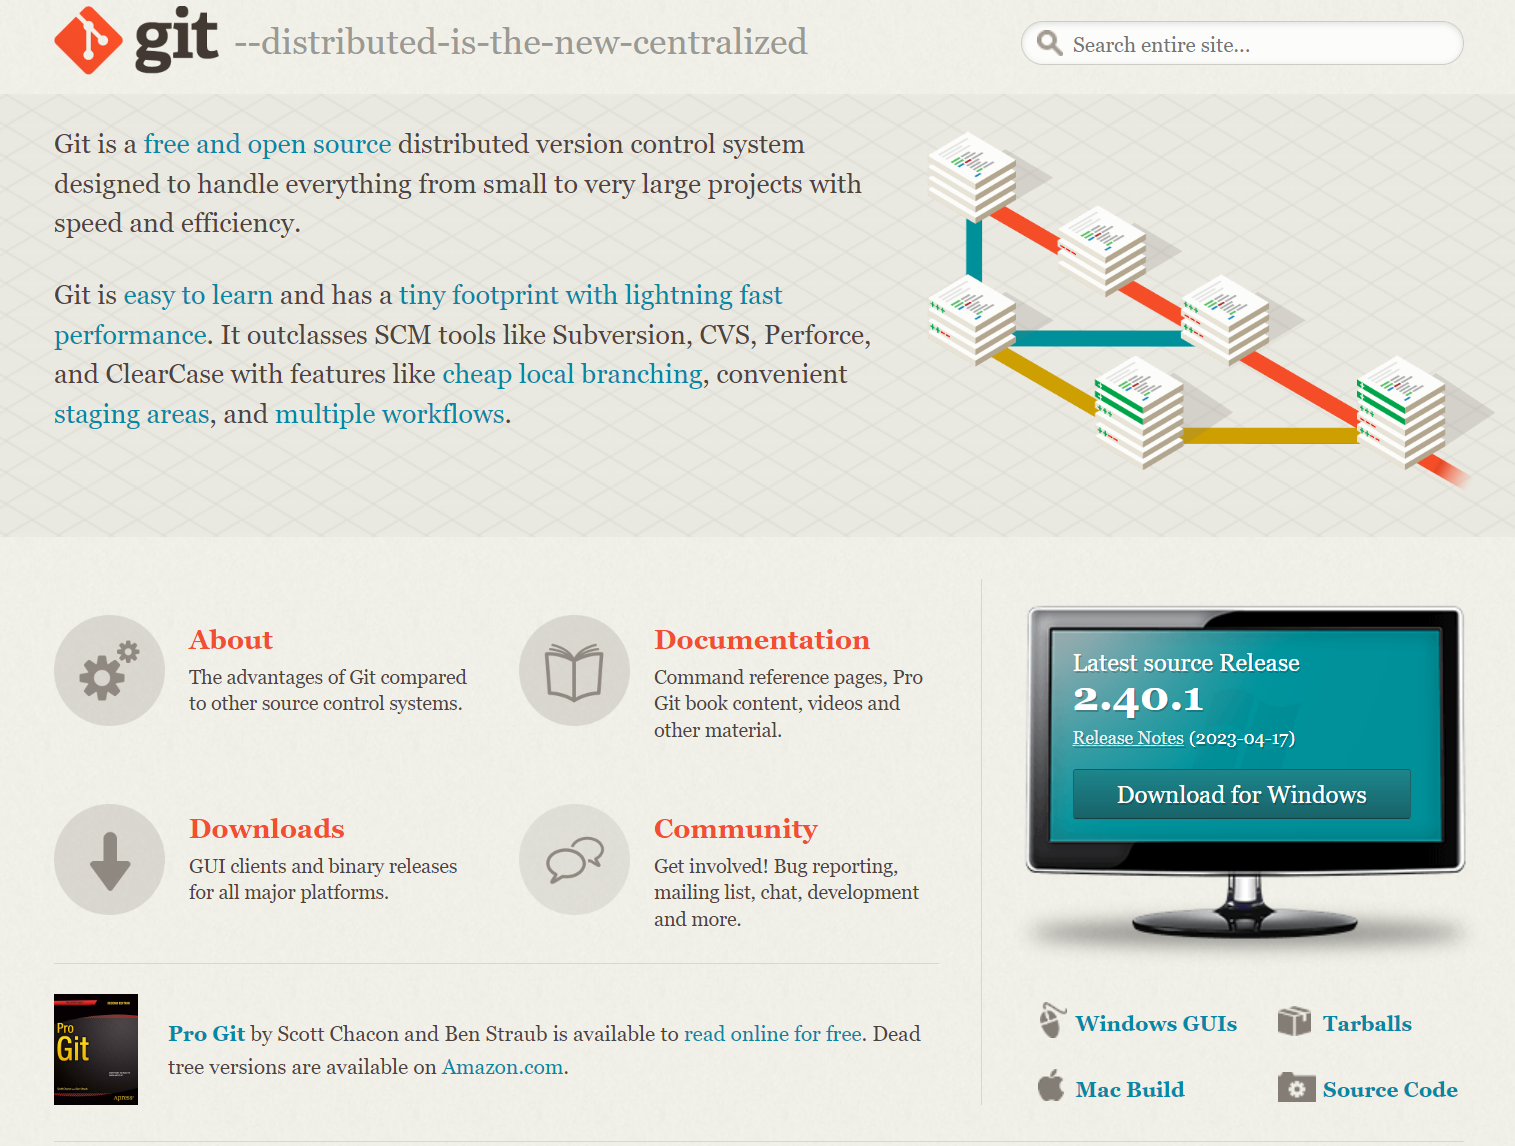 git --distributed-is-the-new-centralized
Search entire site...
Git is a free and open source distributed version control system
designed to handle everything from small to very large projects with
speed and efficiency.
Git is easy to learn and has a tiny footprint with lightning fast
performance. It outclasses SCM tools like Subversion, CVS, Perforce,
and ClearCase with features like cheap local branching, convenient
staging areas, and multiple workflows.
About
The advantages of Git compared
to other source control systems.
Documentation
Command reference pages, Pro
Git book content, videos and
other material.
Downloads
GUI clients and binary releases
for all major platforms.
Community
Get involved! Bug reporting,
mailing list, chat, development
and more.
Pro
Git
Apress
Pro Git by Scott Chacon and Ben Straub is available to read online for free. Dead
tree versions are available on Amazon.com.
Latest source Release
2.40.1
Release Notes (2023-04-17)
Download for Windows
Windows GUIs
Tarballs
Mac Build
Source Code